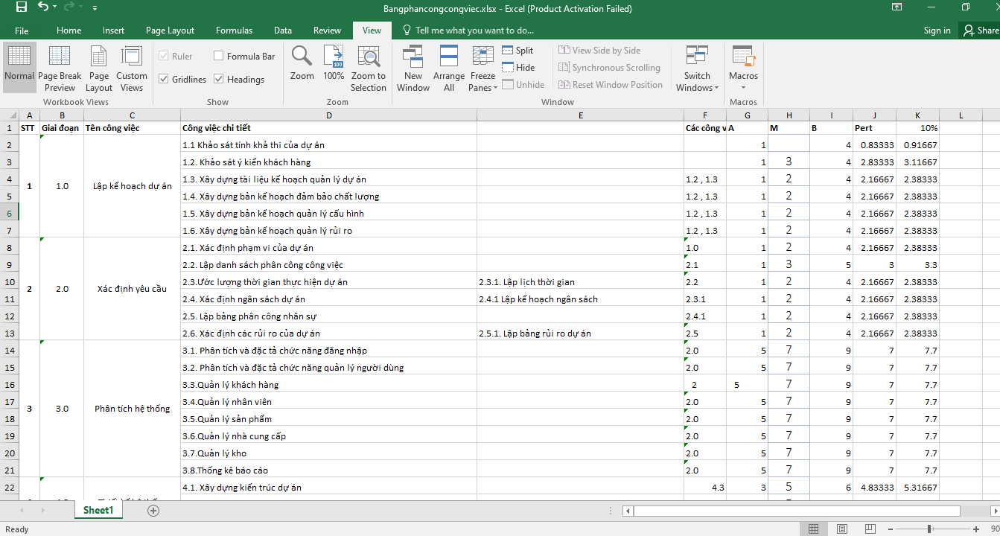 Bangphancongcongviec.xlsx - Excel (Product Activation Failed)
File Home Insert Page Layout Formulas Data Review View Tell me what you want to do... Sign in Share
Normal Page Break Preview Page Layout Custom Views
Workbook Views
Ruler Formula Bar
Gridlines Headings
Show
Zoom 100% Zoom to Selection
Zoom
New Window Arrange All Freeze Panes
Split
Hide
Unhide
View Side by Side
Synchronous Scrolling
Reset Window Position
Window
Switch Windows
Macros
Macros
A B C D E F G H I J K L
1 STT Giai đoạn Tên công việc Công việc chi tiết Các công v A M B Pert 10%
2 1.1 Khảo sát tính khả thi của dự án 1 4 0.83333 0.91667
3 1.2. Khảo sát ý kiến khách hàng 1 3 4 2.83333 3.11667
4 1.3. Xây dựng tài liệu kế hoạch quản lý dự án 1.2 , 1.3 1 2 4 2.16667 2.38333
1 1.0 Lập kế hoạch dự án
5 1.4. Xây dựng bản kế hoạch đảm bảo chất lượng 1.2 , 1.3 1 2 4 2.16667 2.38333
6 1.5. Xây dựng bản kế hoạch quản lý cấu hình 1.2 , 1.3 1 2 4 2.16667 2.38333
7 1.6. Xây dựng bản kế hoạch quản lý rủi ro 1.2 , 1.3 1 2 4 2.16667 2.38333
8 2.1. Xác định phạm vi của dự án 1.0 1 2 4 2.16667 2.38333
9 2.2. Lập danh sách phân công công việc 2.1 1 3 5 3 3.3
10 2.3.Ước lượng thời gian thực hiện dự án 2.3.1. Lập lịch thời gian 2.2 1 2 4 2.16667 2.38333
2 2.0 Xác định yêu cầu
11 2.4. Xác định ngân sách dự án 2.4.1 Lập kế hoạch ngân sách 2.3.1 1 2 4 2.16667 2.38333
12 2.5. Lập bảng phân công nhân sự 2.4.1 1 2 4 2.16667 2.38333
13 2.6. Xác định các rủi ro của dự án 2.5.1. Lập bảng rủi ro dự án 2.5 1 2 4 2.16667 2.38333
14 3.1. Phân tích và đặc tả chức năng đăng nhập 2.0 5 7 9 7 7.7
15 3.2. Phân tích và đặc tả chức năng quản lý người dùng 2.0 5 7 9 7 7.7
16 3.3.Quản lý khách hàng 2 5 7 9 7 7.7
17 3.4.Quản lý nhân viên 2.0 5 7 9 7 7.7
3 3.0 Phân tích hệ thống
18 3.5.Quản lý sản phẩm 2.0 5 7 9 7 7.7
19 3.6.Quản lý nhà cung cấp 2.0 5 7 9 7 7.7
20 3.7.Quản lý kho 2.0 5 7 9 7 7.7
21 3.8.Thống kê báo cáo 2.0 5 7 9 7 7.7
22 4.1. Xây dựng kiến trúc dự án 4.3 3 5 6 4.83333 5.31667
Sheet1
Ready 90